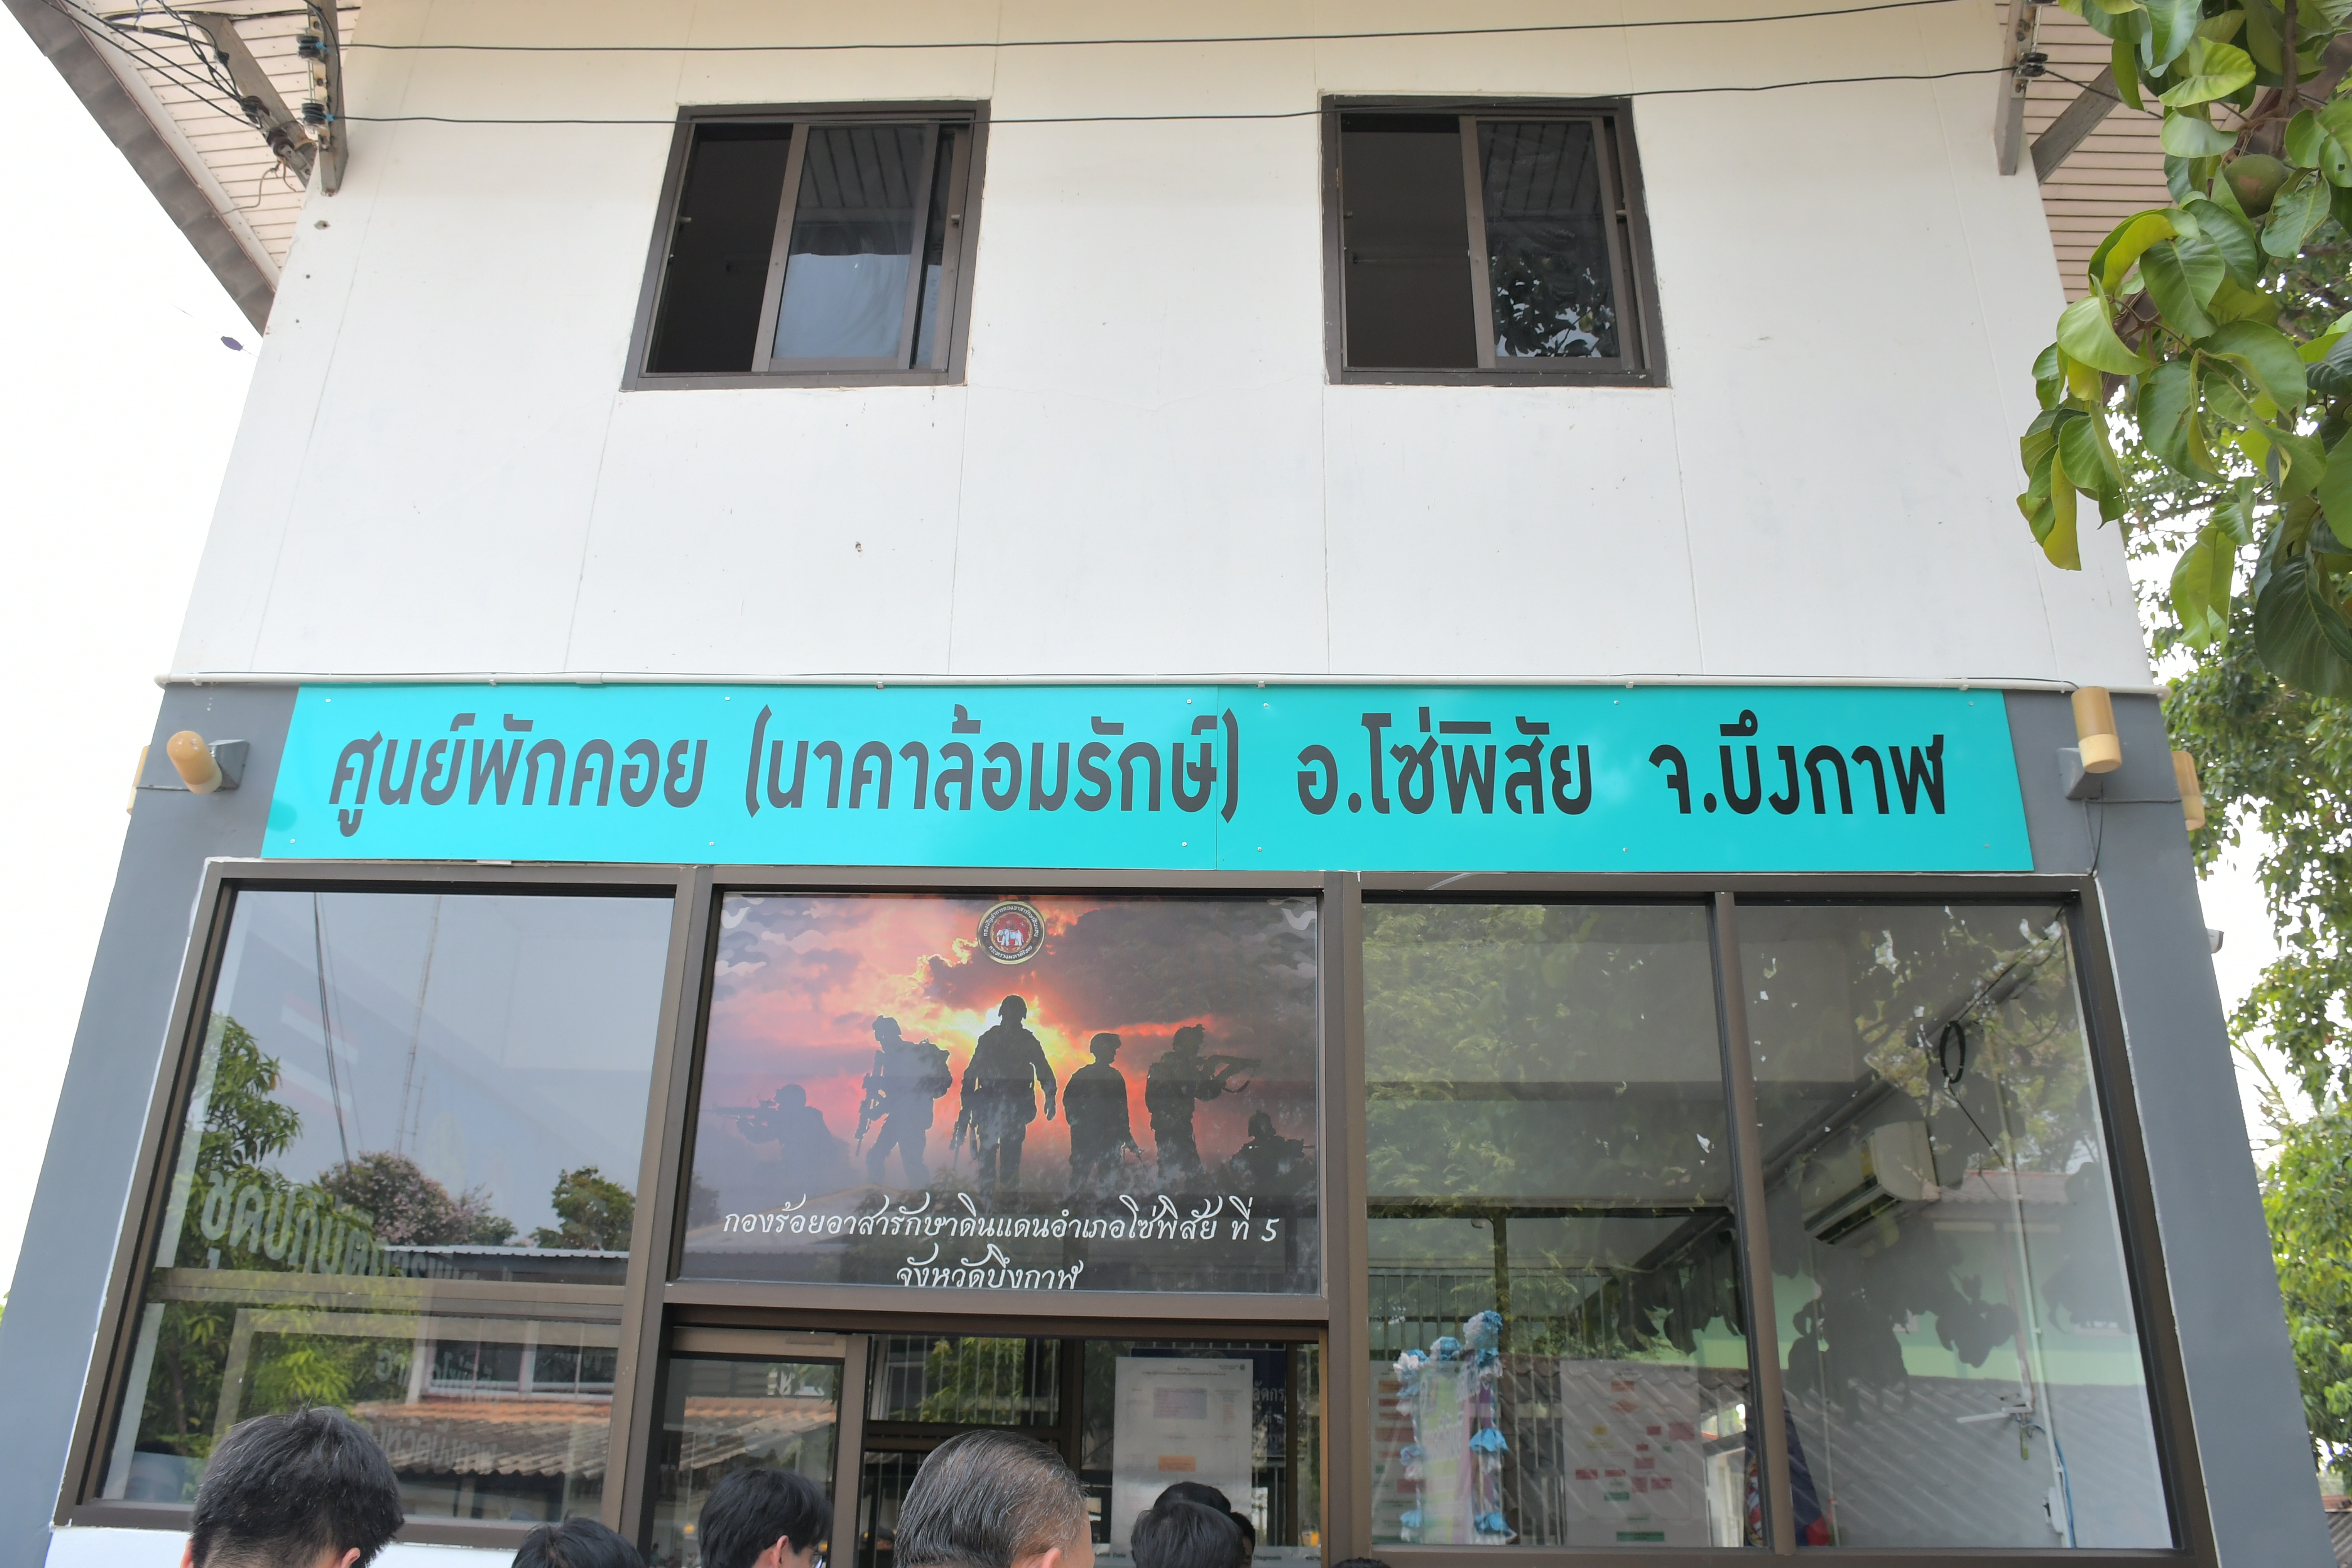 ศูนย์พักคอย (นาคาล้อมรักษ์) อ.โซ่พิสัย จ.บึงกาฬ
กองร้อยอาสารักษาดินแดนอำเภอโซ่พิสัย ที่ 5
จังหวัดบึงกาฬ